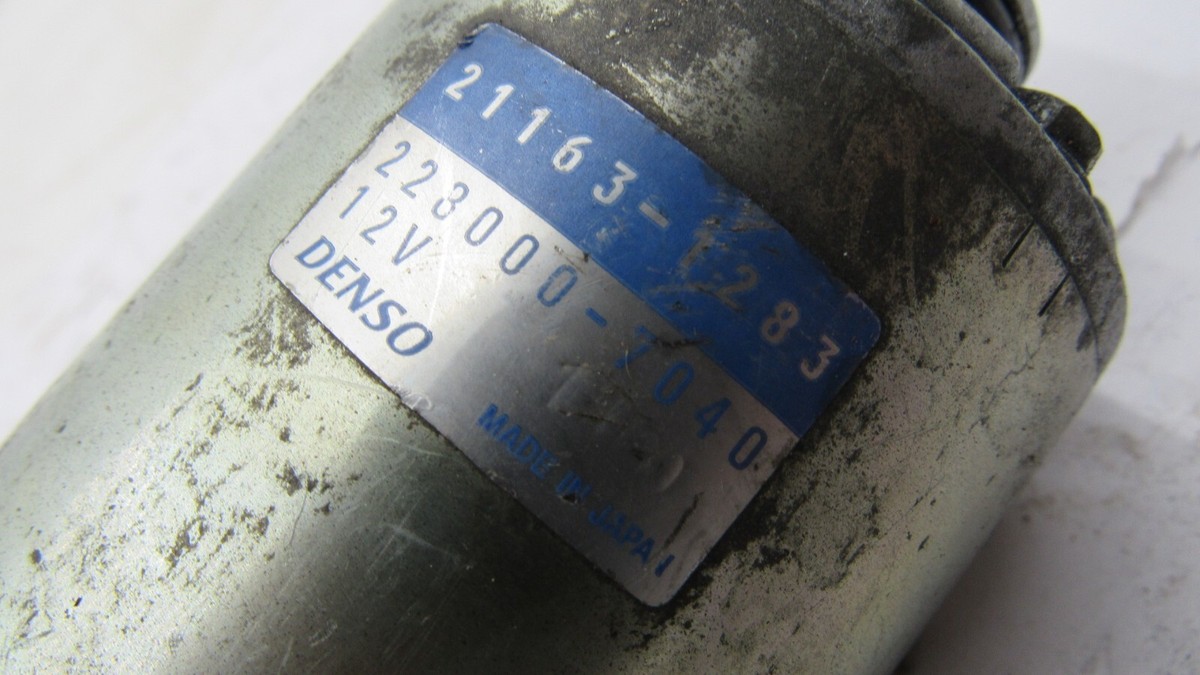 21163-1283
223000-7040
12V
DENSO
MADE IN JAPAN